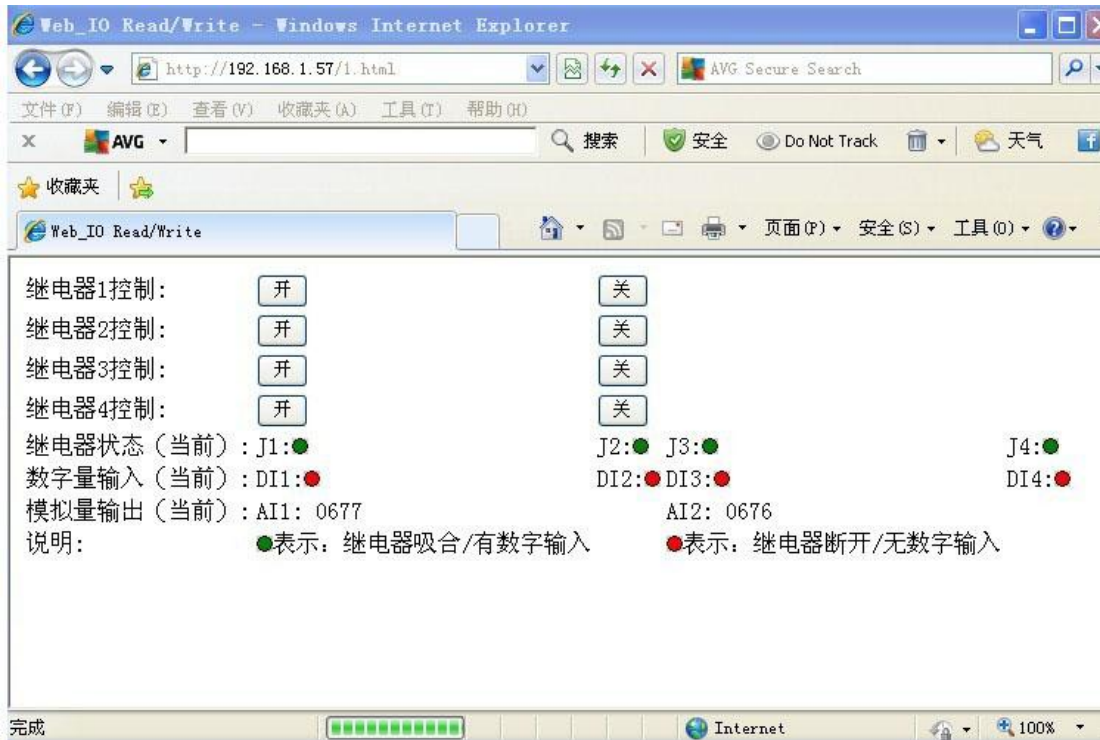 Web_IO Read/Write - Windows Internet Explorer
http://192.168.1.57/1.html AVG Secure Search
文件(F) 编辑(E) 查看(V) 收藏夹(A) 工具(T) 帮助(H)
x AVG 搜索 安全 Do Not Track 天气
收藏夹
Web_IO Read/Write 页面(P) 安全(S) 工具(O)
继电器1控制: 开 关
继电器2控制: 开 关
继电器3控制: 开 关
继电器4控制: 开 关
继电器状态（当前）: J1: J2: J3: J4:
数字量输入（当前）: DI1: DI2: DI3: DI4:
模拟量输出（当前）: AI1: 0677 AI2: 0676
说明: 表示: 继电器吸合/有数字输入 表示: 继电器断开/无数字输入
完成 Internet 100%